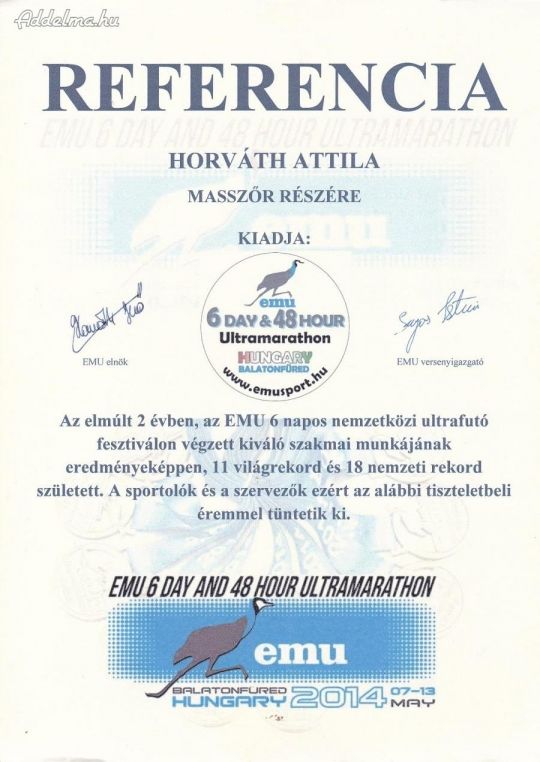 Addelma.hu
REFERENCIA
EMU 6 DAY AND 48 HOUR ULTRAMARATHON
HORVÁTH ATTILA
MASSZŐR RÉSZÉRE
emu
KIADJA:
emu
6 DAY & 48 HOUR
Ultramarathon
HUNGARY
BALATONFÜRED
www.emusport.hu
EMU elnök
EMU versenyigazgató
Az elmúlt 2 évben, az EMU 6 napos nemzetközi ultrafutó
fesztiválon végzett kiváló szakmai munkájának
eredményeképpen, 11 világrekord és 18 nemzeti rekord
született. A sportolók és a szervezők ezért az alábbi tiszteletbeli
éremmel tüntetik ki.
EMU 6 DAY AND 48 HOUR ULTRAMARATHON
emu
BALATONFÜRED
HUNGARY 2014 07-13
MAY